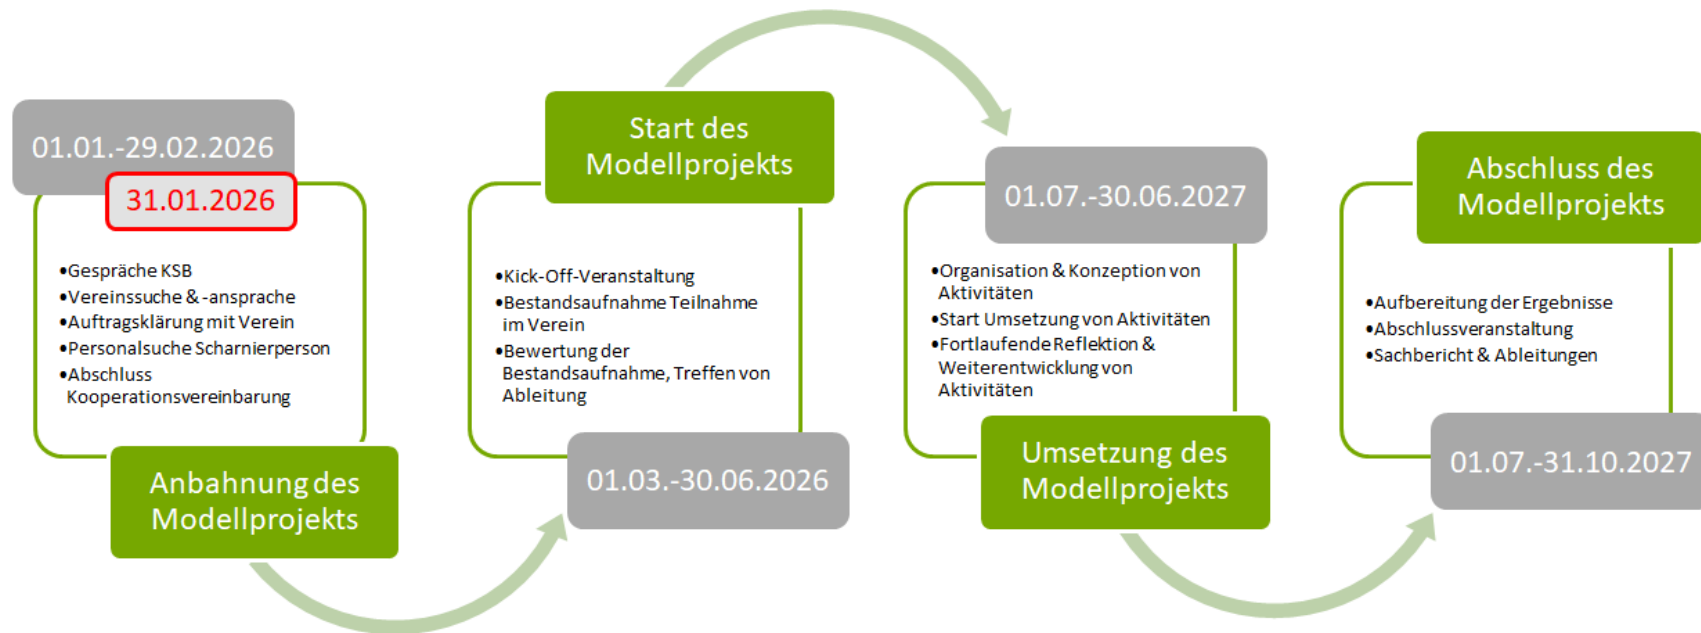 01.01.-29.02.2026
31.01.2026
•Gespräche KSB
•Vereinssuche & -ansprache
•Auftragsklärung mit Verein
•Personalsuche Scharnierperson
•Abschluss
Kooperationsvereinbarung
Anbahnung des
Modellprojekts
Start des
Modellprojekts
•Kick-Off-Veranstaltung
•Bestandsaufnahme Teilnahme
im Verein
•Bewertung der
Bestandsaufnahme, Treffen von
Ableitung
01.03.-30.06.2026
01.07.-30.06.2027
•Organisation & Konzeption von
Aktivitäten
•Start Umsetzung von Aktivitäten
•Fortlaufende Reflektion &
Weiterentwicklung von
Aktivitäten
Umsetzung des
Modellprojekts
Abschluss des
Modellprojekts
•Aufbereitung der Ergebnisse
•Abschlussveranstaltung
•Sachbericht & Ableitungen
01.07.-31.10.2027